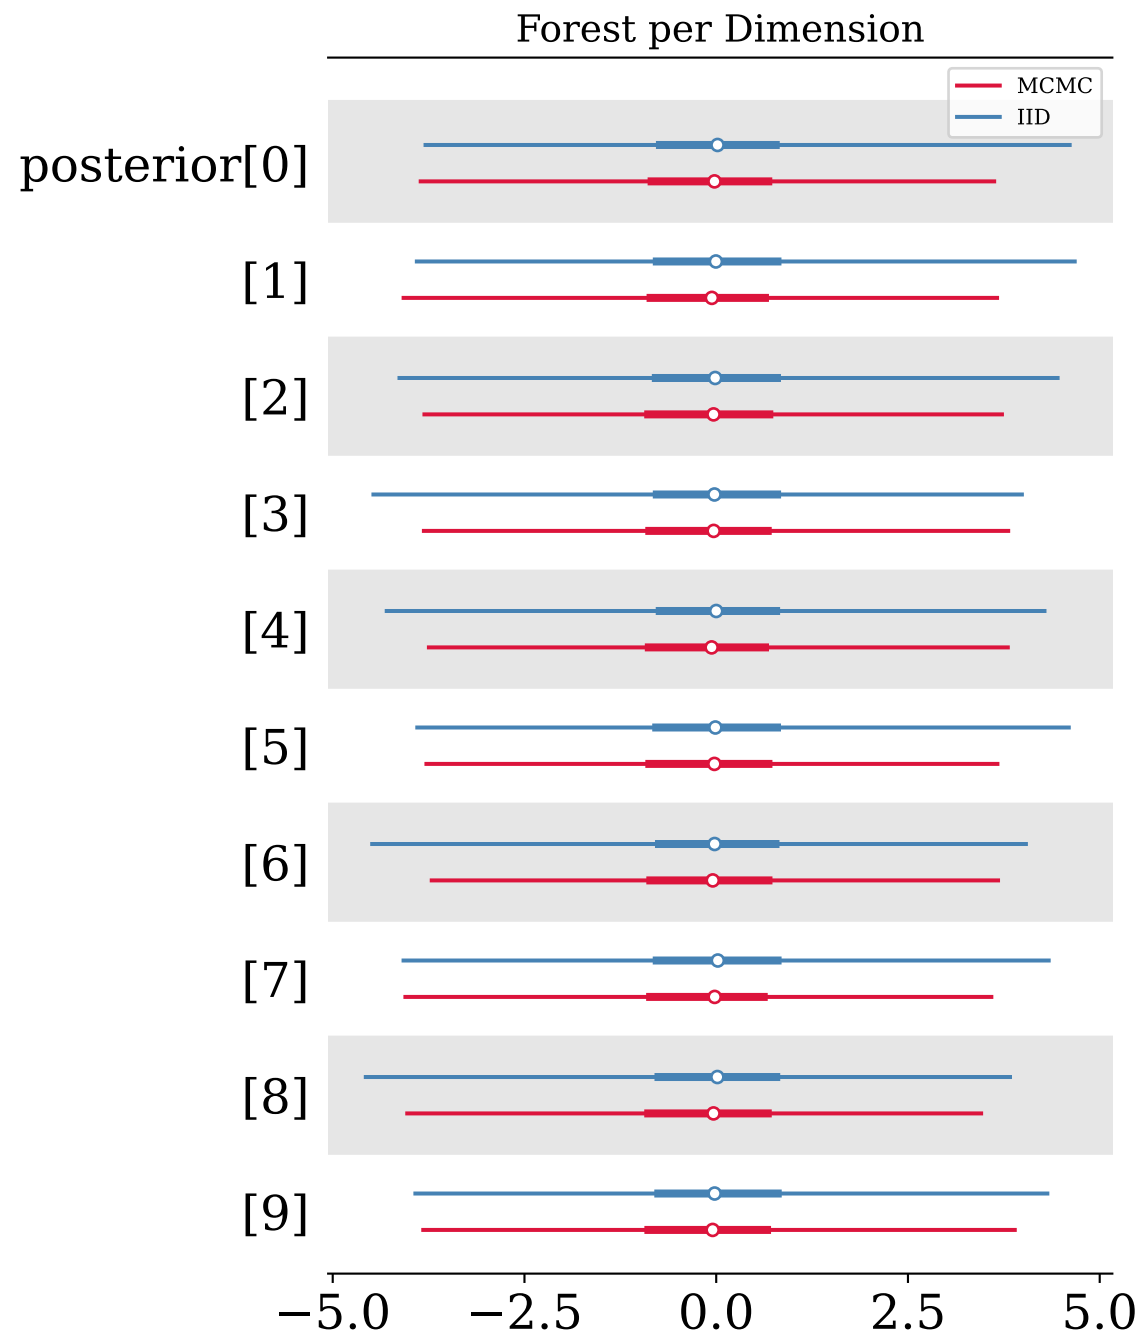 Forest per Dimension
MCMC
IID
posterior[0]
[1]
[2]
[3]
[4]
[5]
[6]
[7]
[8]
[9]
−5.0 −2.5 0.0 2.5 5.0